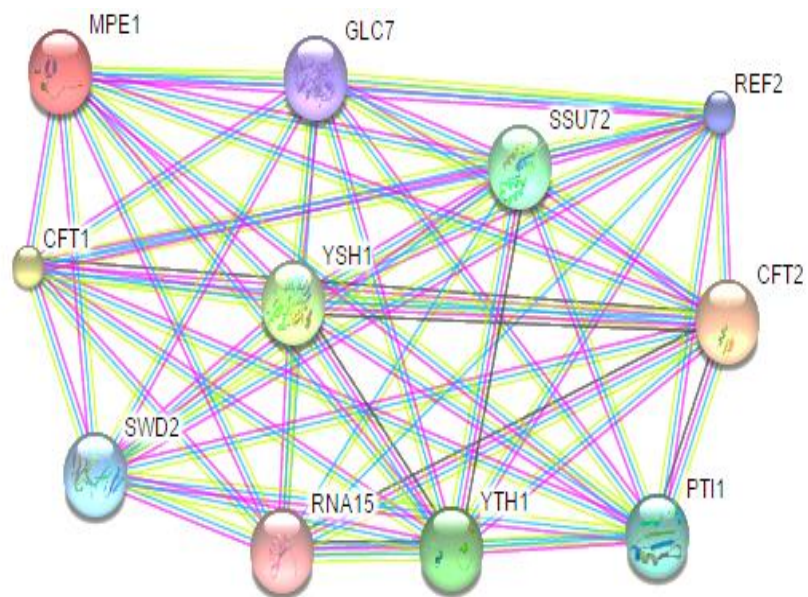 MPE1
GLC7
REF2
SSU72
CFT1
YSH1
CFT2
SWD2
RNA15
YTH1
PTI1